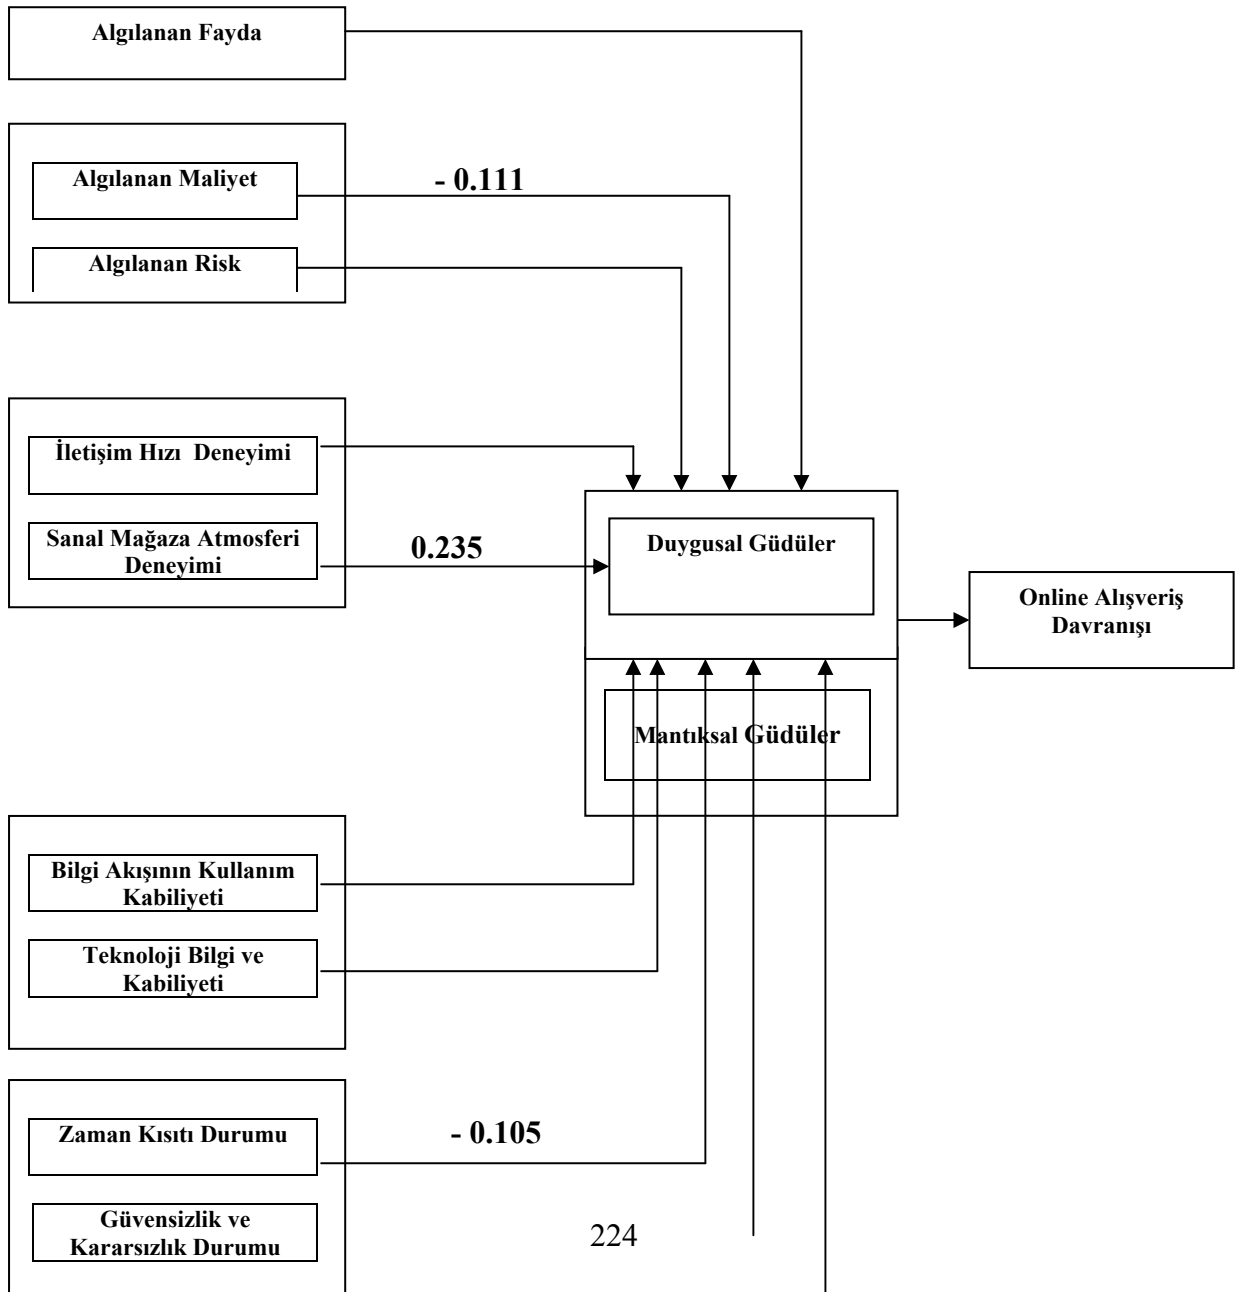 Algılanan Fayda
Algılanan Maliyet
- 0.111
Algılanan Risk
İletişim Hızı Deneyimi
Sanal Mağaza Atmosferi
Deneyimi
0.235
Duygusal Güdüler
Online Alışveriş
Davranışı
Mantıksal Güdüler
Bilgi Akışının Kullanım
Kabiliyeti
Teknoloji Bilgi ve
Kabiliyeti
Zaman Kısıtı Durumu
- 0.105
Güvensizlik ve
Kararsızlık Durumu
224